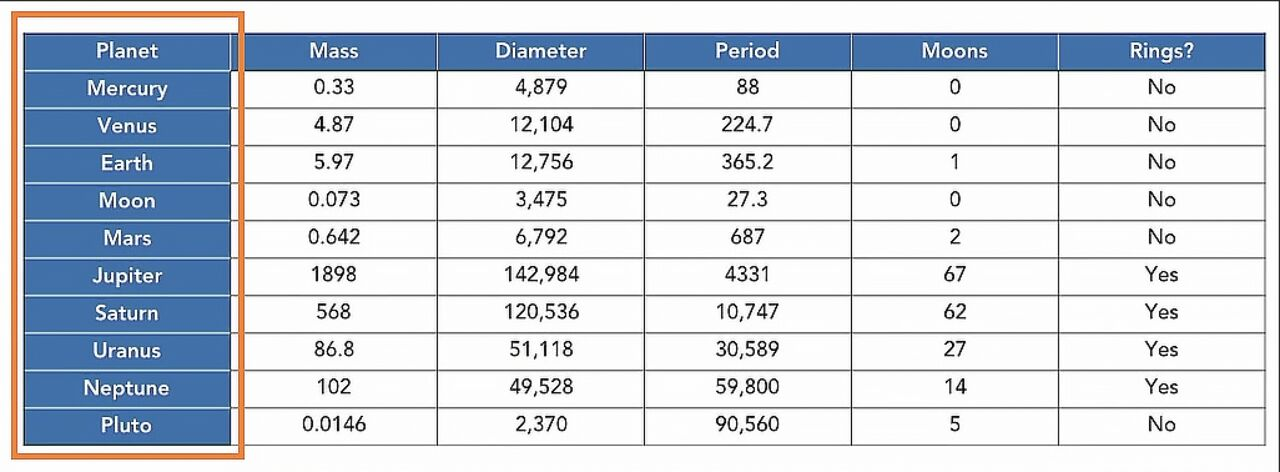 Planet Mass Diameter Period Moons Rings?
Mercury 0.33 4,879 88 0 No
Venus 4.87 12,104 224.7 0 No
Earth 5.97 12,756 365.2 1 No
Moon 0.073 3,475 27.3 0 No
Mars 0.642 6,792 687 2 No
Jupiter 1898 142,984 4331 67 Yes
Saturn 568 120,536 10,747 62 Yes
Uranus 86.8 51,118 30,589 27 Yes
Neptune 102 49,528 59,800 14 Yes
Pluto 0.0146 2,370 90,560 5 No